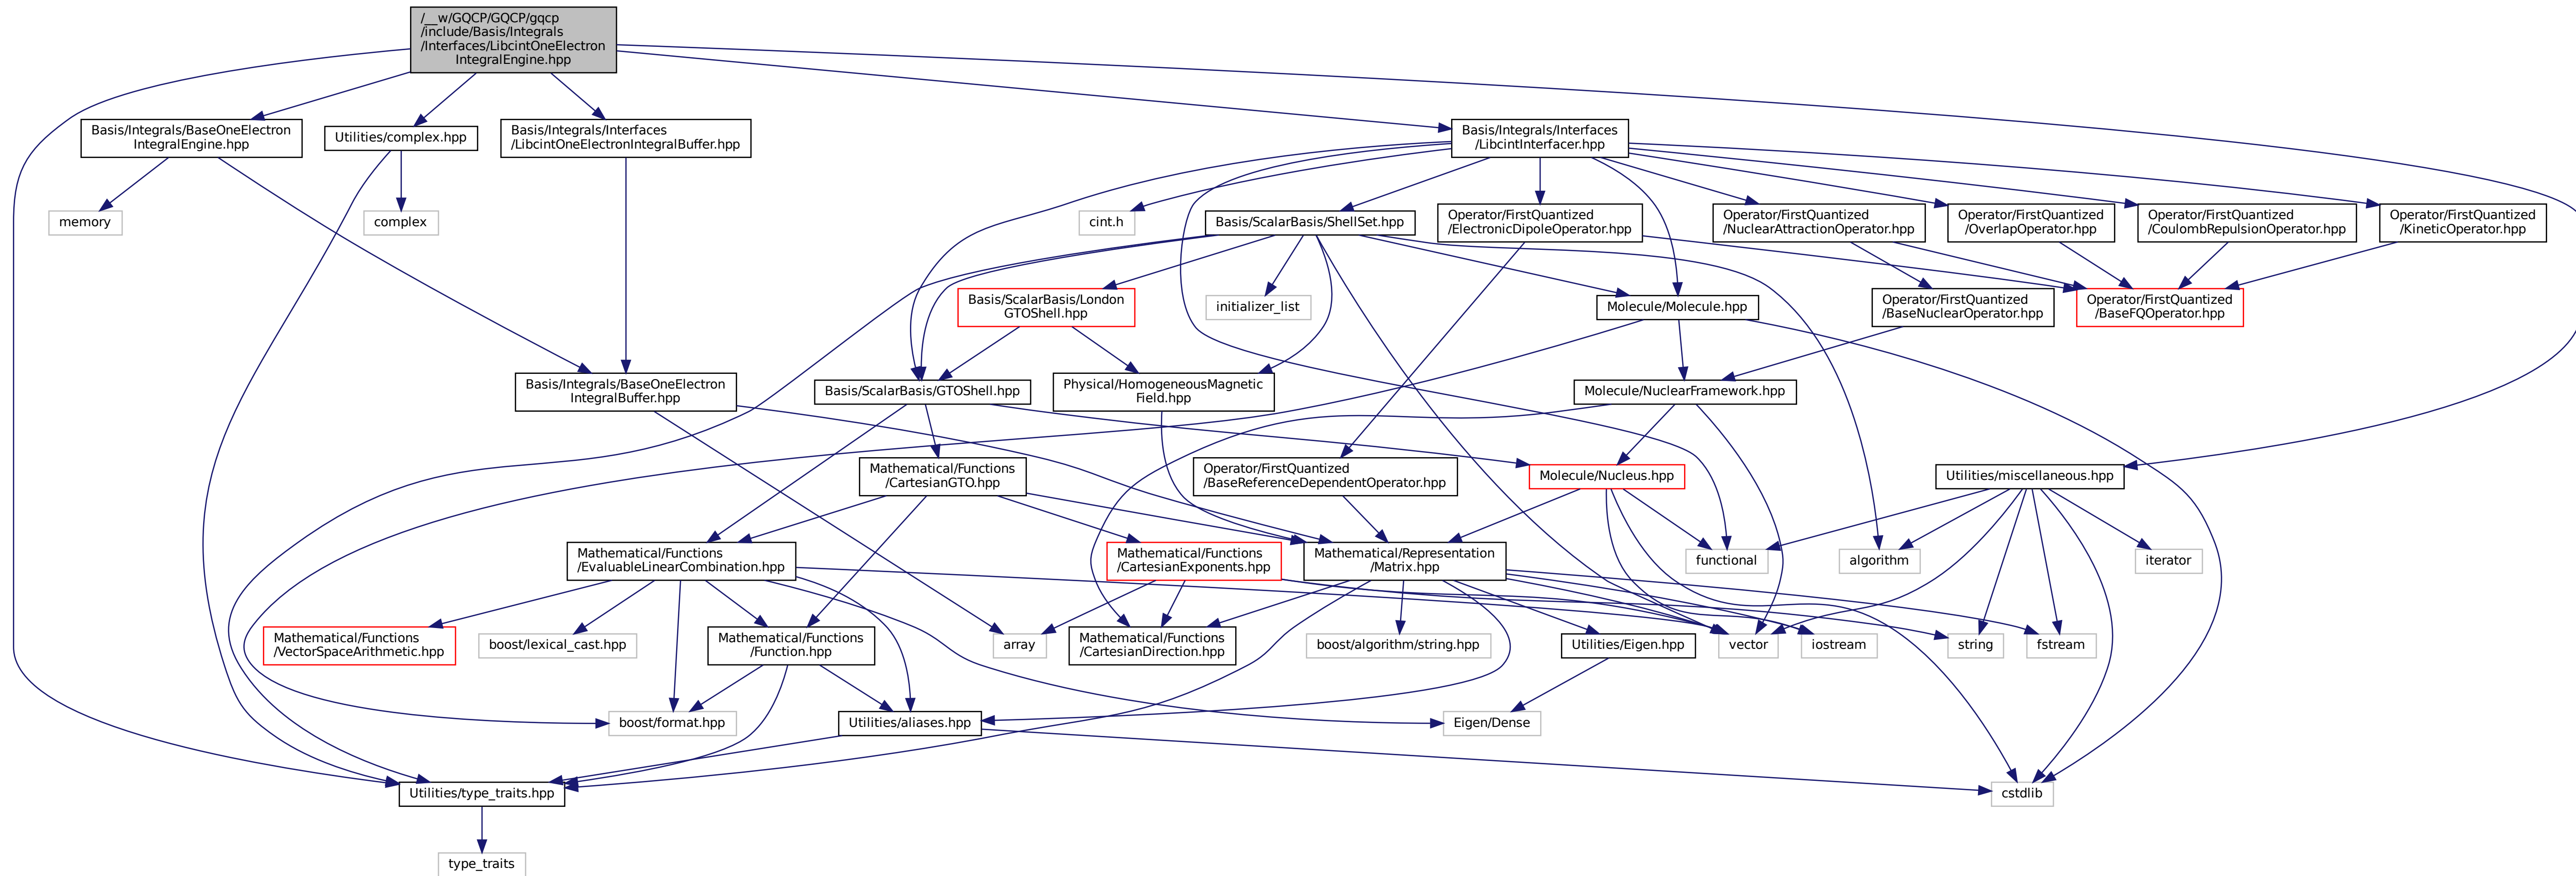 /__w/GQCP/GQCP/gqcp
/include/Basis/Integrals
/Interfaces/LibcintOneElectron
IntegralEngine.hpp
Basis/Integrals/BaseOneElectron
IntegralEngine.hpp
Utilities/complex.hpp
Basis/Integrals/Interfaces
/LibcintOneElectronIntegralBuffer.hpp
Basis/Integrals/Interfaces
/LibcintInterfacer.hpp
memory
complex
cint.h
Basis/ScalarBasis/ShellSet.hpp
Operator/FirstQuantized
/ElectronicDipoleOperator.hpp
Operator/FirstQuantized
/NuclearAttractionOperator.hpp
Operator/FirstQuantized
/OverlapOperator.hpp
Operator/FirstQuantized
/CoulombRepulsionOperator.hpp
Operator/FirstQuantized
/KineticOperator.hpp
Basis/ScalarBasis/London
GTOShell.hpp
initializer_list
Molecule/Molecule.hpp
Operator/FirstQuantized
/BaseNuclearOperator.hpp
Operator/FirstQuantized
/BaseFQOperator.hpp
Basis/Integrals/BaseOneElectron
IntegralBuffer.hpp
Basis/ScalarBasis/GTOShell.hpp
Physical/HomogeneousMagnetic
Field.hpp
Molecule/NuclearFramework.hpp
Mathematical/Functions
/CartesianGTO.hpp
Operator/FirstQuantized
/BaseReferenceDependentOperator.hpp
Molecule/Nucleus.hpp
Utilities/miscellaneous.hpp
Mathematical/Functions
/EvaluableLinearCombination.hpp
Mathematical/Functions
/CartesianExponents.hpp
Mathematical/Representation
/Matrix.hpp
functional
algorithm
iterator
Mathematical/Functions
/VectorSpaceArithmetic.hpp
boost/lexical_cast.hpp
Mathematical/Functions
/Function.hpp
array
Mathematical/Functions
/CartesianDirection.hpp
boost/algorithm/string.hpp
Utilities/Eigen.hpp
vector
iostream
string
fstream
boost/format.hpp
Utilities/aliases.hpp
Eigen/Dense
Utilities/type_traits.hpp
cstdlib
type_traits